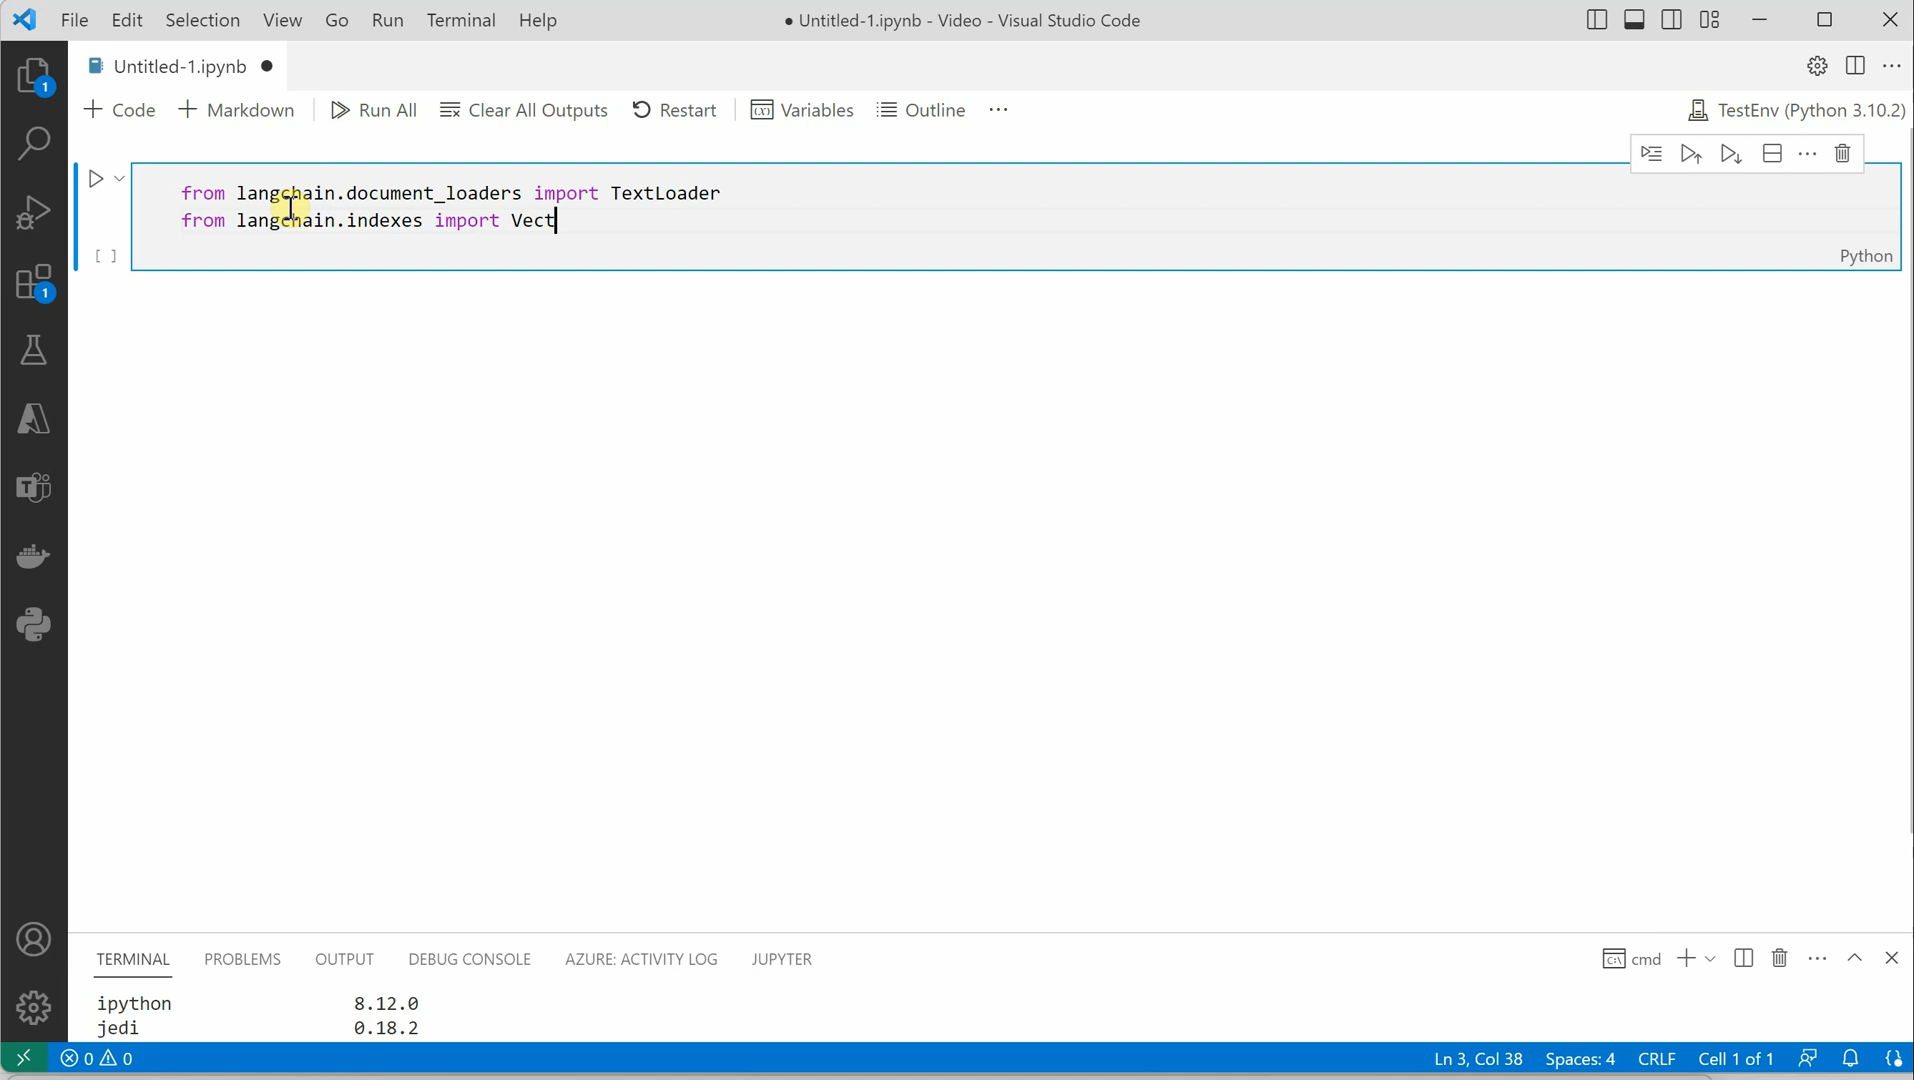 File Edit Selection View Go Run Terminal Help ● Untitled-1.ipynb - Video - Visual Studio Code
Untitled-1.ipynb ●
+ Code + Markdown Run All Clear All Outputs Restart Variables Outline ··· TestEnv (Python 3.10.2)
from langchain.document_loaders import TextLoader
from langchain.indexes import Vect
[ ] Python
1
1
TERMINAL PROBLEMS OUTPUT DEBUG CONSOLE AZURE: ACTIVITY LOG JUPYTER cmd
ipython 8.12.0
jedi 0.18.2
0 0 Ln 3, Col 38 Spaces: 4 CRLF Cell 1 of 1